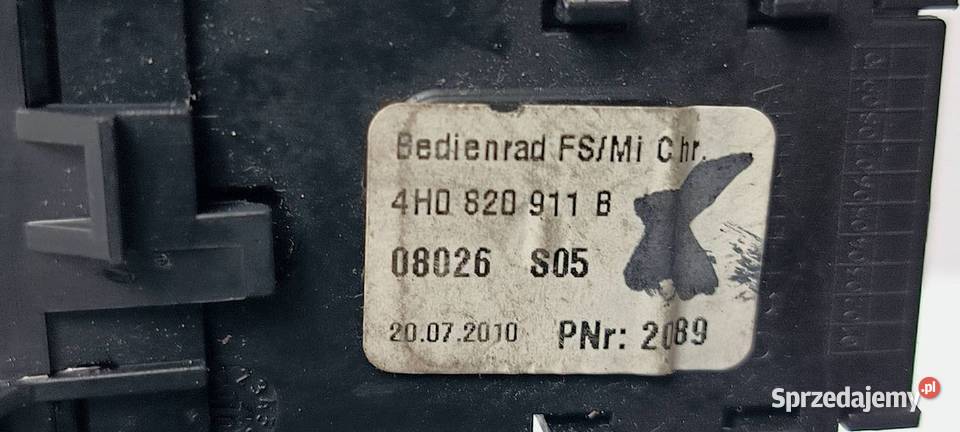 Bedienrad FS/Mi Chr.
4H0 820 911 B
08026 S05
20.07.2010 PNr: 2089
Sprzedajemy.pl